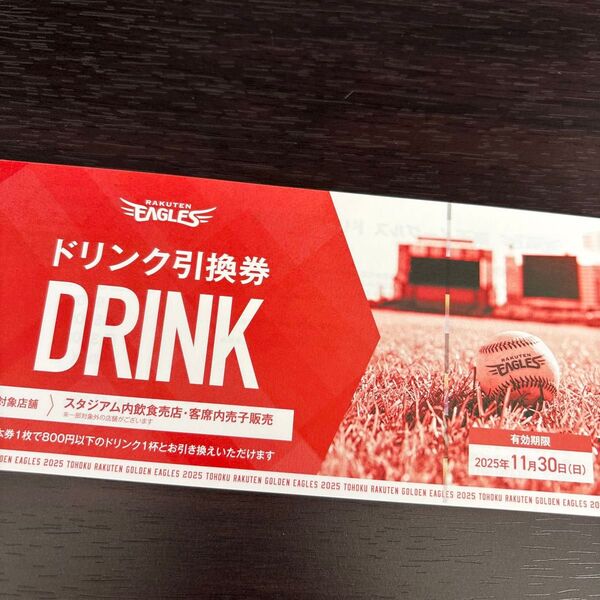 RAKUTEN
EAGLES
ドリンク引換券
DRINK
対象店舗 スタジアム内飲食売店・客席内売子販売
※一部対象外の店舗がございます
本券1枚で800円以下のドリンク1杯とお引き換えいただけます
RAKUTEN
EAGLES
有効期限
2025年11月30日(日)
LDEN EAGLES 2025 TOHOKU RAKUTEN GOLDEN EAGLES 2025 TOHOKU RAKUTEN GOLDEN EAGLES 2025 TOHOKU RAKUTEN GOLDEN EAGLES 2025 TOHOKU RAKUTEN GOLDEN EAGLES 20